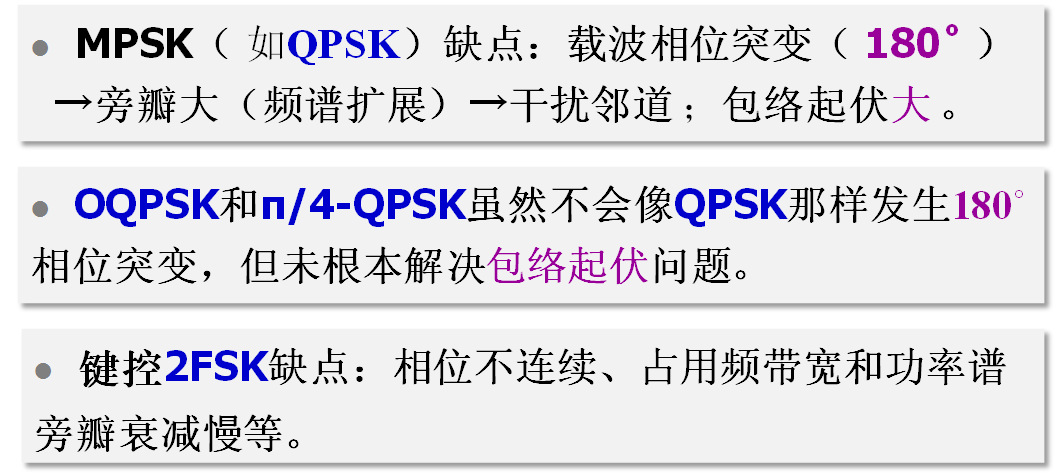 ● MPSK（如QPSK）缺点：载波相位突变（180°）
→旁瓣大（频谱扩展）→干扰邻道；包络起伏大。
● OQPSK和π/4-QPSK虽然不会像QPSK那样发生180°
相位突变，但未根本解决包络起伏问题。
● 键控2FSK缺点：相位不连续、占用频带宽和功率谱
旁瓣衰减慢等。